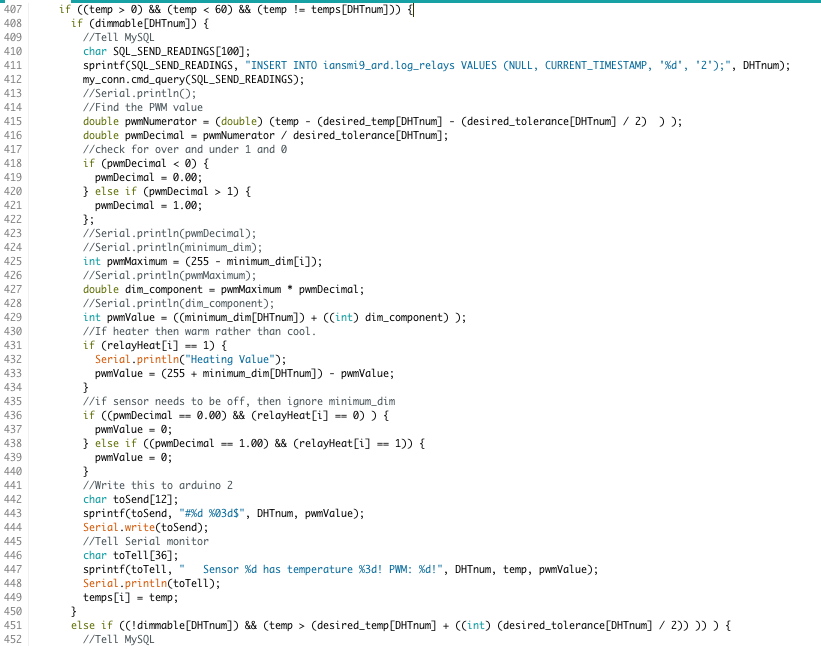 407     if ((temp > 0) && (temp < 60) && (temp != temps[DHTnum])) {
408       if (dimmable[DHTnum]) {
409         //Tell MySQL
410         char SQL_SEND_READINGS[100];
411         sprintf(SQL_SEND_READINGS, "INSERT INTO iansmi9_ard.log_relays VALUES (NULL, CURRENT_TIMESTAMP, '%d', '2');", DHTnum);
412         my_conn.cmd_query(SQL_SEND_READINGS);
413         //Serial.println();
414         //Find the PWM value
415         double pwmNumerator = (double) (temp - (desired_temp[DHTnum] - (desired_tolerance[DHTnum] / 2)  ) );
416         double pwmDecimal = pwmNumerator / desired_tolerance[DHTnum];
417         //check for over and under 1 and 0
418         if (pwmDecimal < 0) {
419           pwmDecimal = 0.00;
420         } else if (pwmDecimal > 1) {
421           pwmDecimal = 1.00;
422         };
423         //Serial.println(pwmDecimal);
424         //Serial.println(minimum_dim);
425         int pwmMaximum = (255 - minimum_dim[i]);
426         //Serial.println(pwmMaximum);
427         double dim_component = pwmMaximum * pwmDecimal;
428         //Serial.println(dim_component);
429         int pwmValue = ((minimum_dim[DHTnum]) + ((int) dim_component) );
430         //If heater then warm rather than cool.
431         if (relayHeat[i] == 1) {
432           Serial.println("Heating Value");
433           pwmValue = (255 + minimum_dim[DHTnum]) - pwmValue;
434         }
435         //if sensor needs to be off, then ignore minimum_dim
436         if ((pwmDecimal == 0.00) && (relayHeat[i] == 0) ) {
437           pwmValue = 0;
438         } else if ((pwmDecimal == 1.00) && (relayHeat[i] == 1)) {
439           pwmValue = 0;
440         }
441         //Write this to arduino 2
442         char toSend[12];
443         sprintf(toSend, "#%d %03d$", DHTnum, pwmValue);
444         Serial.write(toSend);
445         //Tell Serial monitor
446         char toTell[36];
447         sprintf(toTell, "   Sensor %d has temperature %3d! PWM: %d!", DHTnum, temp, pwmValue);
448         Serial.println(toTell);
449         temps[i] = temp;
450       }
451       else if ((!dimmable[DHTnum]) && (temp > (desired_temp[DHTnum] + ((int) (desired_tolerance[DHTnum] / 2)) )) ) {
452         //Tell MySQL